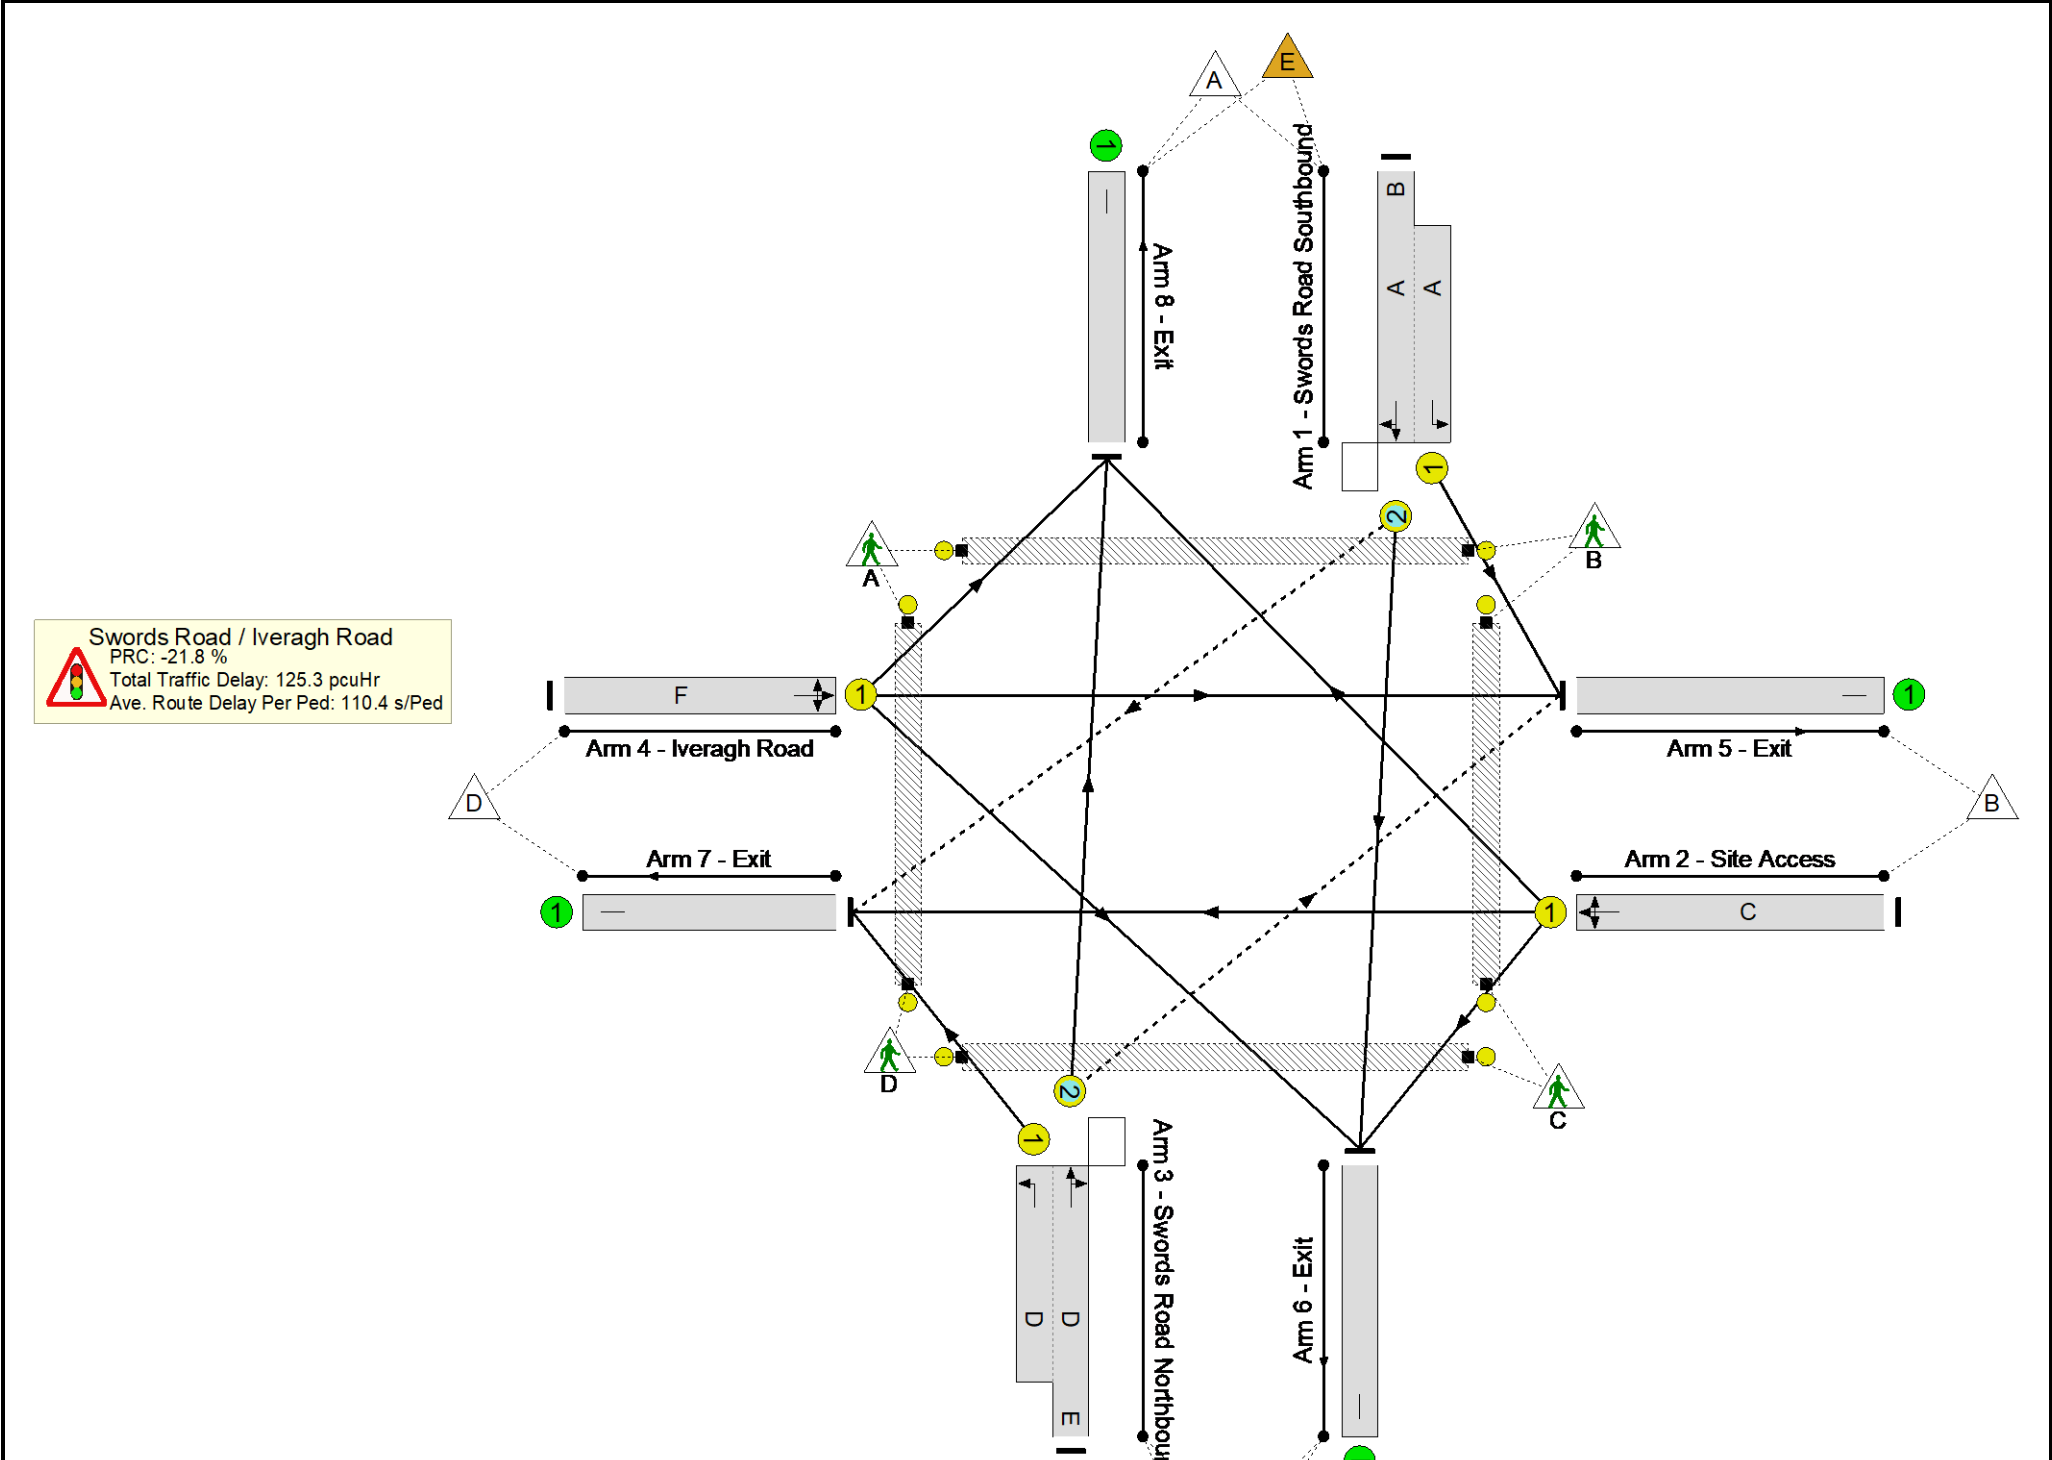 A
E
1
Arm 8 - Exit
Arm 1 - Swords Road Southbound
B
A
A
1
2
A
B
Swords Road / Iveragh Road
PRC: -21.8 %
Total Traffic Delay: 125.3 pcuHr
Ave. Route Delay Per Ped: 110.4 s/Ped
F
1
Arm 4 - Iveragh Road
1
Arm 5 - Exit
D
B
Arm 7 - Exit
Arm 2 - Site Access
1
1
C
D
C
2
1
Arm 3 - Swords Road Northbou
Arm 6 - Exit
D
D
E